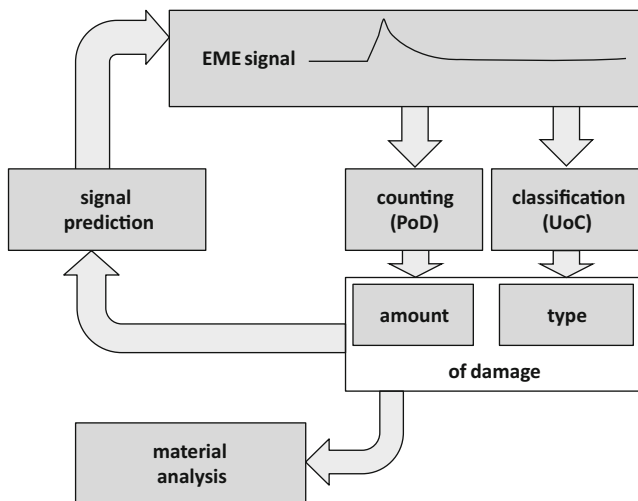 EME signal
signal
prediction
counting
(PoD)
classification
(UoC)
amount
type
of damage
material
analysis